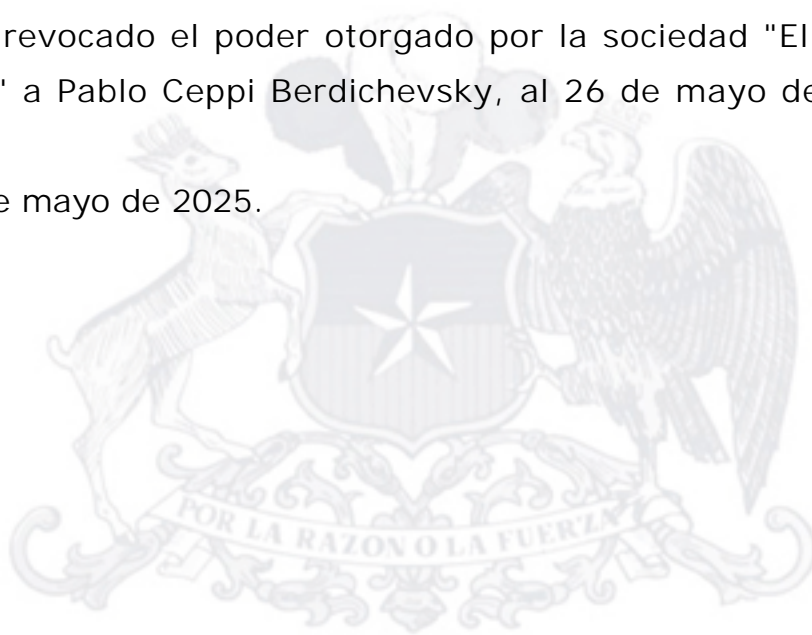 revocado el poder otorgado por la sociedad "El
" a Pablo Ceppi Berdichevsky, al 26 de mayo de
e mayo de 2025.
POR LA RAZON O LA FUERZA